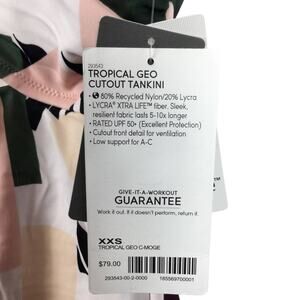 293543
TROPICAL GEO
CUTOUT TANKINI
• 80% Recycled Nylon/20% Lycra
• LYCRA® XTRA LIFE™ fiber. Sleek,
resilient fabric lasts 5-10x longer
• RATED UPF 50+ (Excellent Protection)
• Cutout front detail for ventilation
• Low support for A-C
GIVE-IT-A-WORKOUT
GUARANTEE
Work it out. If it doesn't perform, return it.
XXS
TROPICAL GEO C-MOGE
$79.00
293543-00-2-0000 185569700001